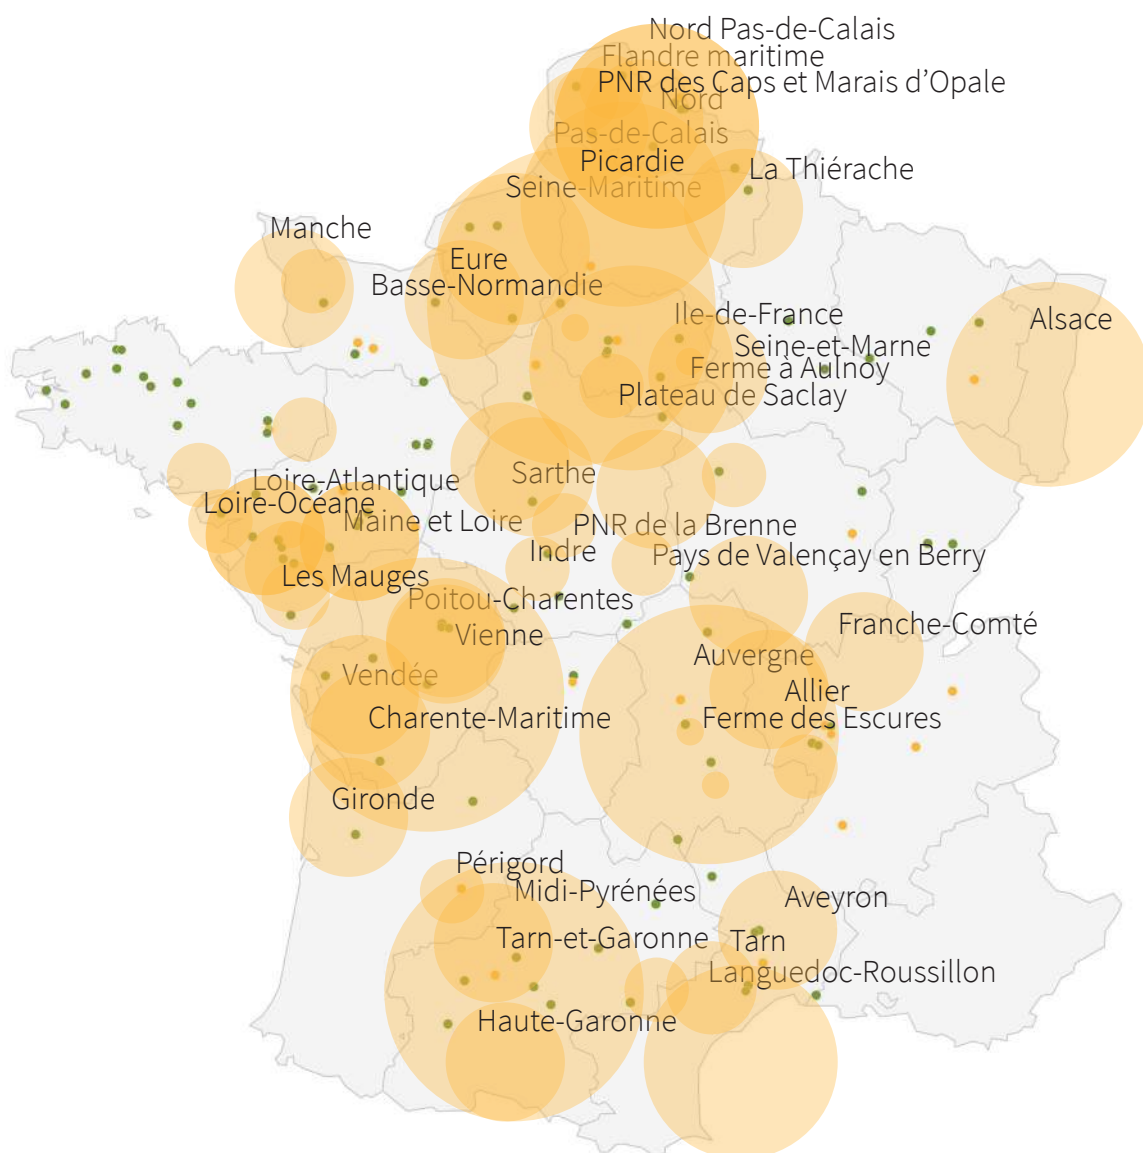 Nord Pas-de-Calais
Flandre maritime
PNR des Caps et Marais d’Opale
Nord
Pas-de-Calais
Picardie
La Thiérache
Seine-Maritime
Manche
Eure
Basse-Normandie
Ile-de-France
Alsace
Seine-et-Marne
Ferme à Aulnoy
Plateau de Saclay
Sarthe
Loire-Atlantique
Loire-Océane
Maine et Loire
PNR de la Brenne
Indre
Pays de Valençay en Berry
Les Mauges
Poitou-Charentes
Vienne
Franche-Comté
Auvergne
Vendée
Allier
Charente-Maritime
Ferme des Escures
Gironde
Périgord
Midi-Pyrénées
Aveyron
Tarn-et-Garonne
Tarn
Languedoc-Roussillon
Haute-Garonne